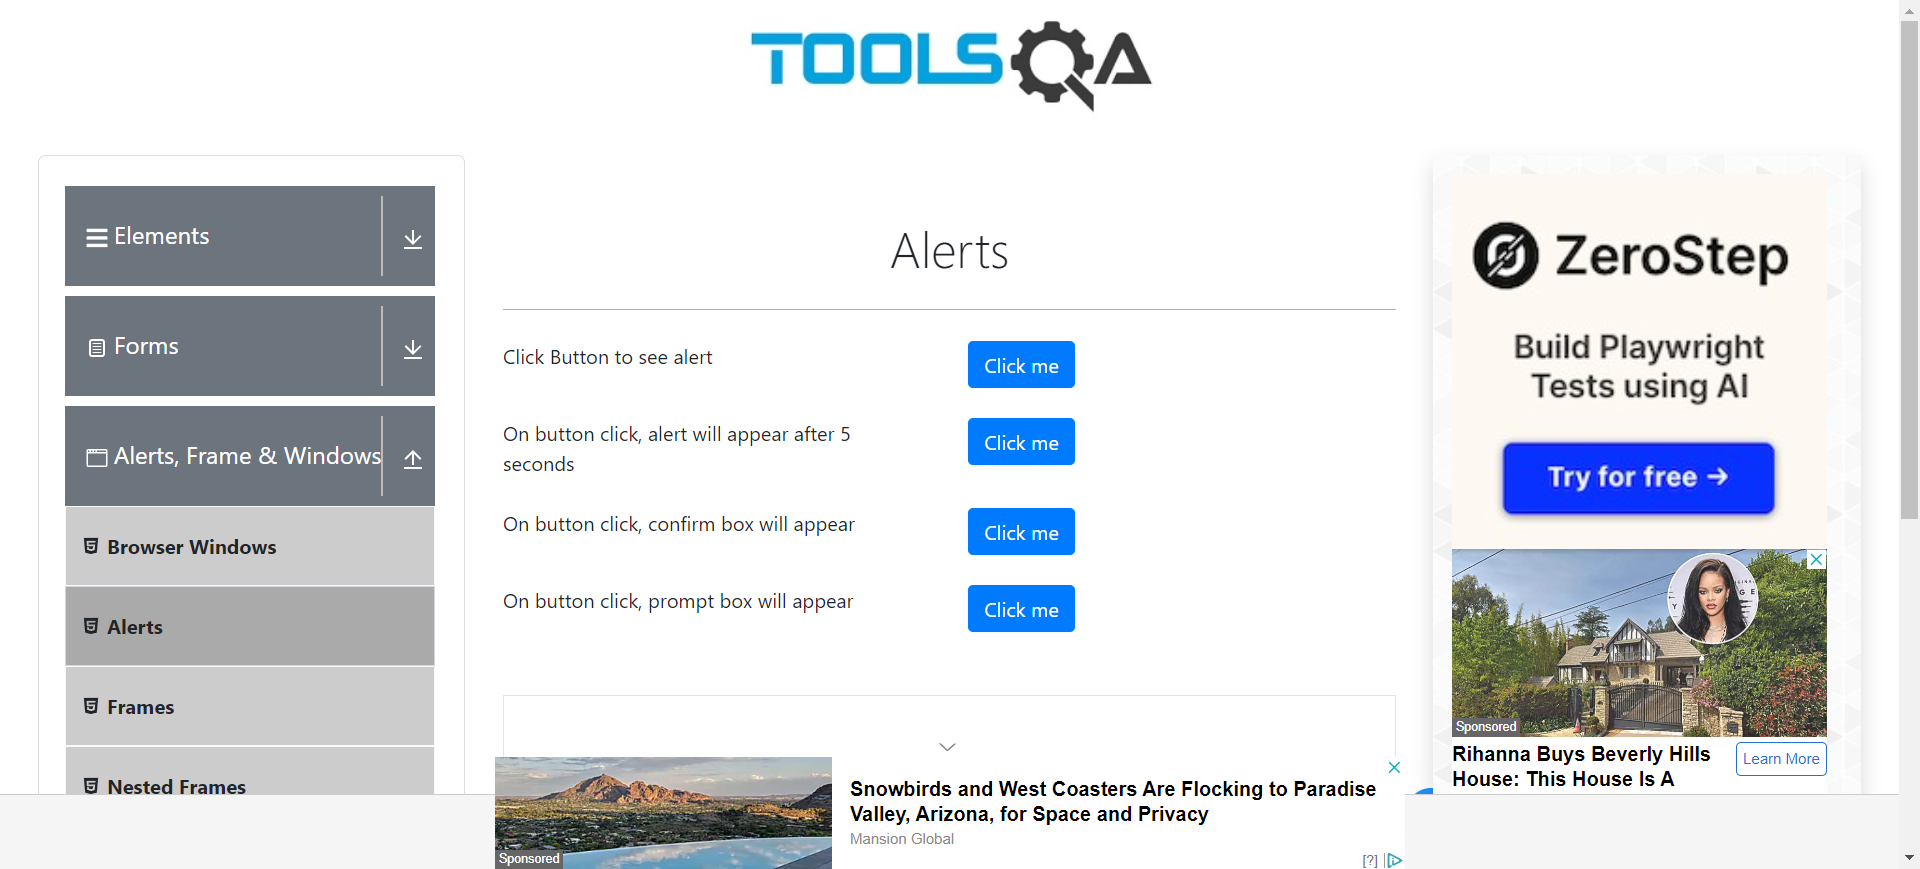 TOOLSQA
Elements
Forms
Alerts, Frame & Windows
Browser Windows
Alerts
Frames
Nested Frames
Alerts
Click Button to see alert
Click me
On button click, alert will appear after 5
seconds
Click me
On button click, confirm box will appear
Click me
On button click, prompt box will appear
Click me
ZeroStep
Build Playwright
Tests using AI
Try for free →
Sponsored
Rihanna Buys Beverly Hills
House: This House Is A
Learn More
Sponsored
Snowbirds and West Coasters Are Flocking to Paradise
Valley, Arizona, for Space and Privacy
Mansion Global
[?]